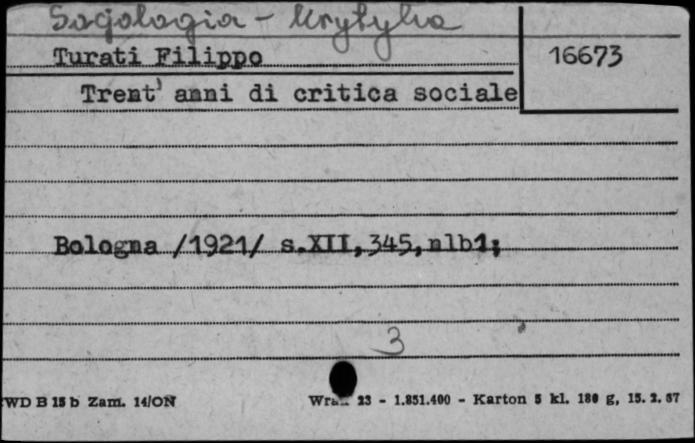 Socjologia - Krytyka
Turati Filippo
16673
Trent' anni di critica sociale
Bologna /1921/ s.XII,345,nlb1;
3
WD B 15 b Zam. 14/ON
23 - 1.851.400 - Karton 5 kl. 180 g, 15. 2. 67